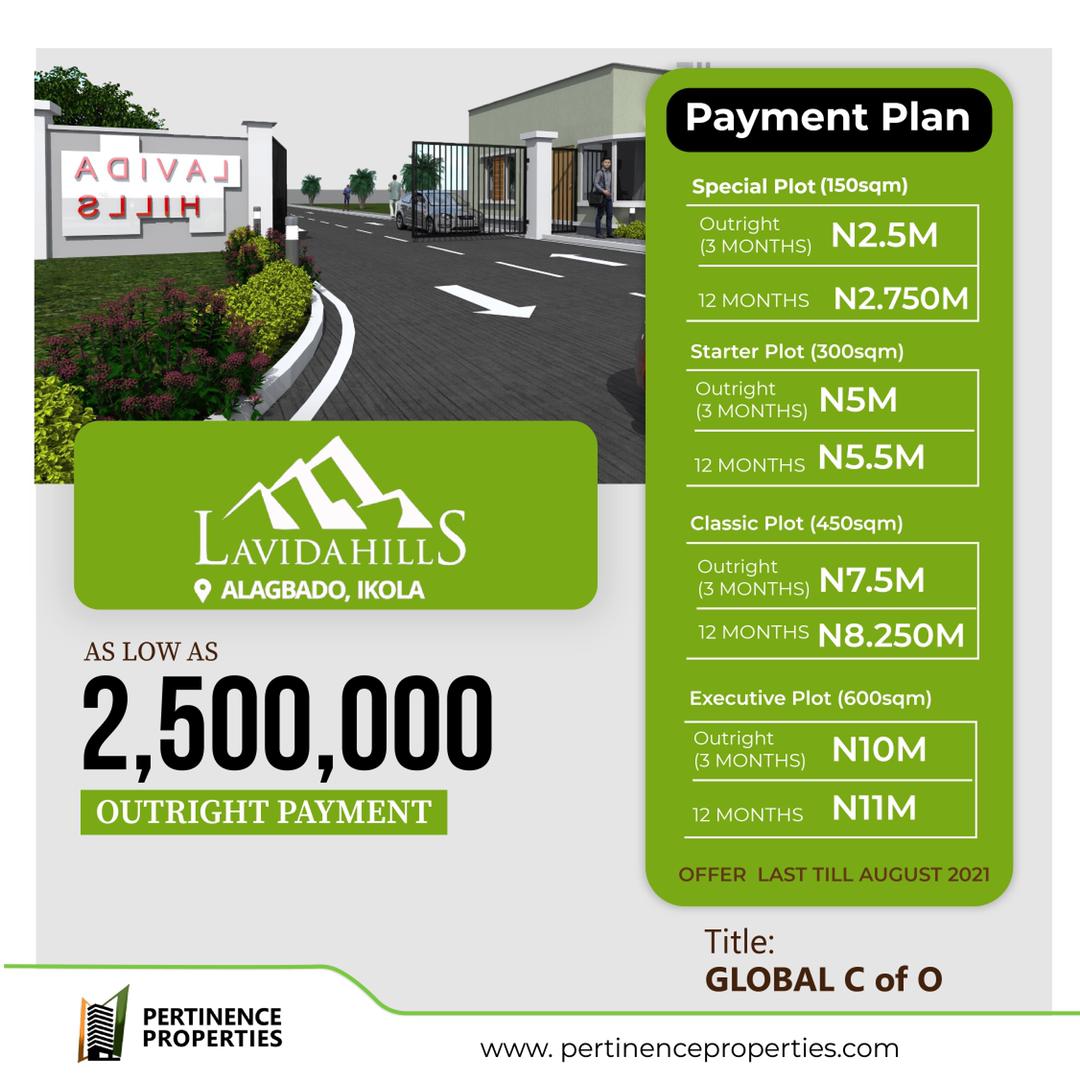 LAVIDA
HILLS
LAVIDAHILLS
ALAGBADO, IKOLA
AS LOW AS
2,500,000
OUTRIGHT PAYMENT
Payment Plan
Special Plot (150sqm)
Outright
(3 MONTHS) N2.5M
12 MONTHS N2.750M
Starter Plot (300sqm)
Outright
(3 MONTHS) N5M
12 MONTHS N5.5M
Classic Plot (450sqm)
Outright
(3 MONTHS) N7.5M
12 MONTHS N8.250M
Executive Plot (600sqm)
Outright
(3 MONTHS) N10M
12 MONTHS N11M
OFFER LAST TILL AUGUST 2021
Title:
GLOBAL C of O
PERTINENCE
PROPERTIES
www. pertinenceproperties.com